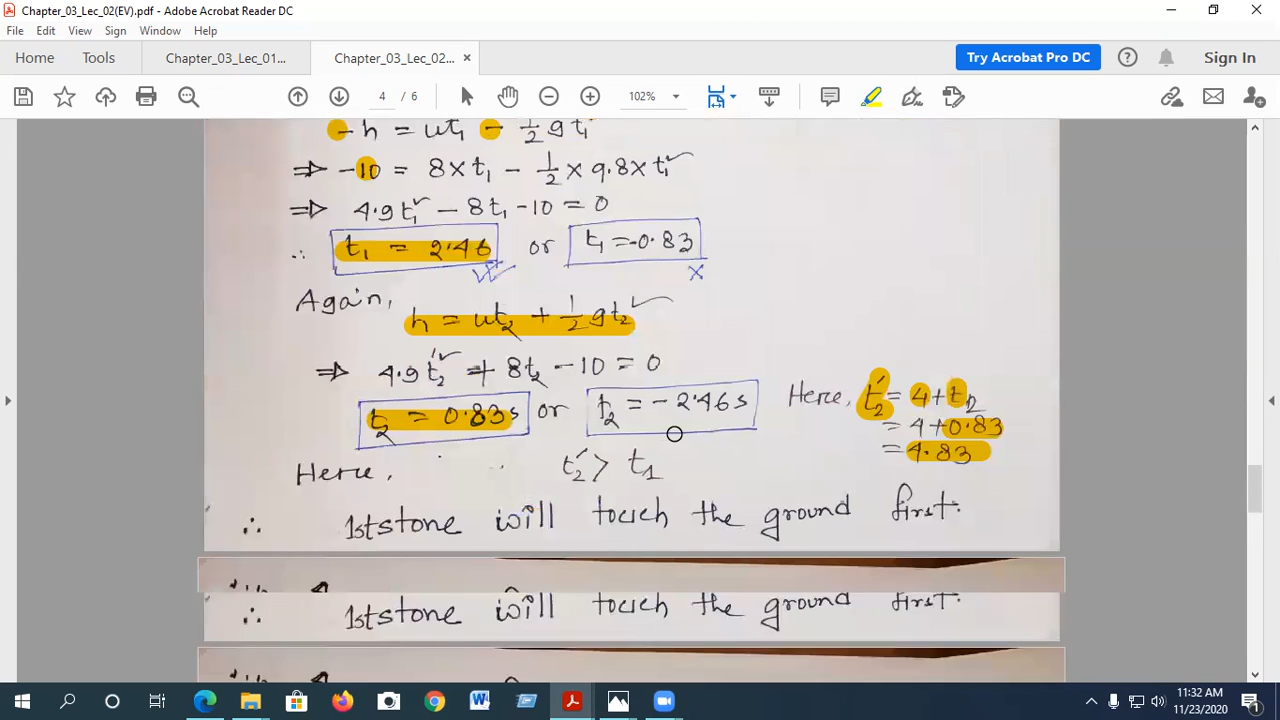 Chapter_03_Lec_02(EV).pdf - Adobe Acrobat Reader DC
File Edit View Sign Window Help
Home Tools Chapter_03_Lec_01... Chapter_03_Lec_02... × Try Acrobat Pro DC Sign In
4 / 6 102%
-h = ut₁ - ½gt₁
⇒ -10 = 8×t₁ - ½×9.8×t₁²
⇒ 4.9t₁² - 8t₁ - 10 = 0
∴ t₁ = 2.46 or t₁ = -0.83
×
Again,
h = ut₂ + ½gt₂²
⇒ 4.9t₂² + 8t₂ - 10 = 0
t₂ = 0.83s or t₂ = -2.46s
Here, t₂′ = 4 + t₂
= 4 + 0.83
= 4.83
Here, t₂′ > t₁
∴ 1st stone will touch the ground first.
∴ 1st stone will touch the ground first.
11:32 AM
11/23/2020